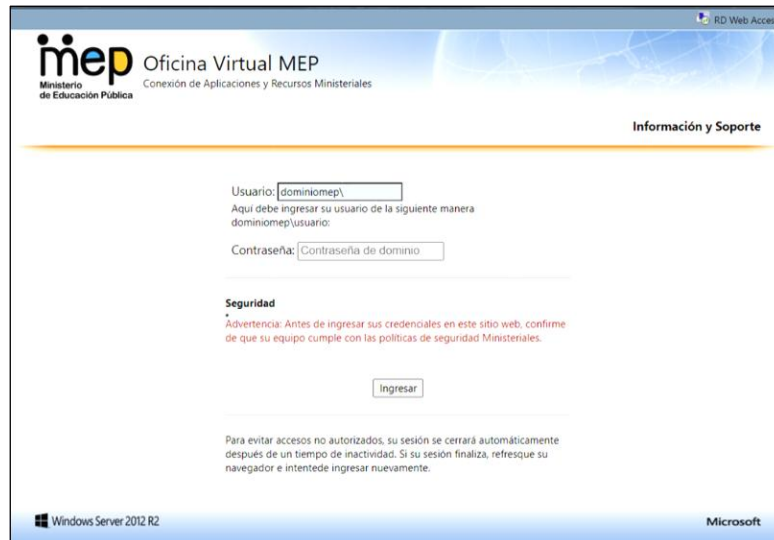 RD Web Acces
mep
Ministerio
de Educación Pública
Oficina Virtual MEP
Conexión de Aplicaciones y Recursos Ministeriales
Información y Soporte
Usuario: dominiomep\
Aquí debe ingresar su usuario de la siguiente manera
dominiomep\usuario:
Contraseña: Contraseña de dominio
Seguridad
Advertencia: Antes de ingresar sus credenciales en este sitio web, confirme
de que su equipo cumple con las políticas de seguridad Ministeriales.
Ingresar
Para evitar accesos no autorizados, su sesión se cerrará automáticamente
después de un tiempo de inactividad. Si su sesión finaliza, refresque su
navegador e intentede ingresar nuevamente.
Windows Server 2012 R2
Microsoft